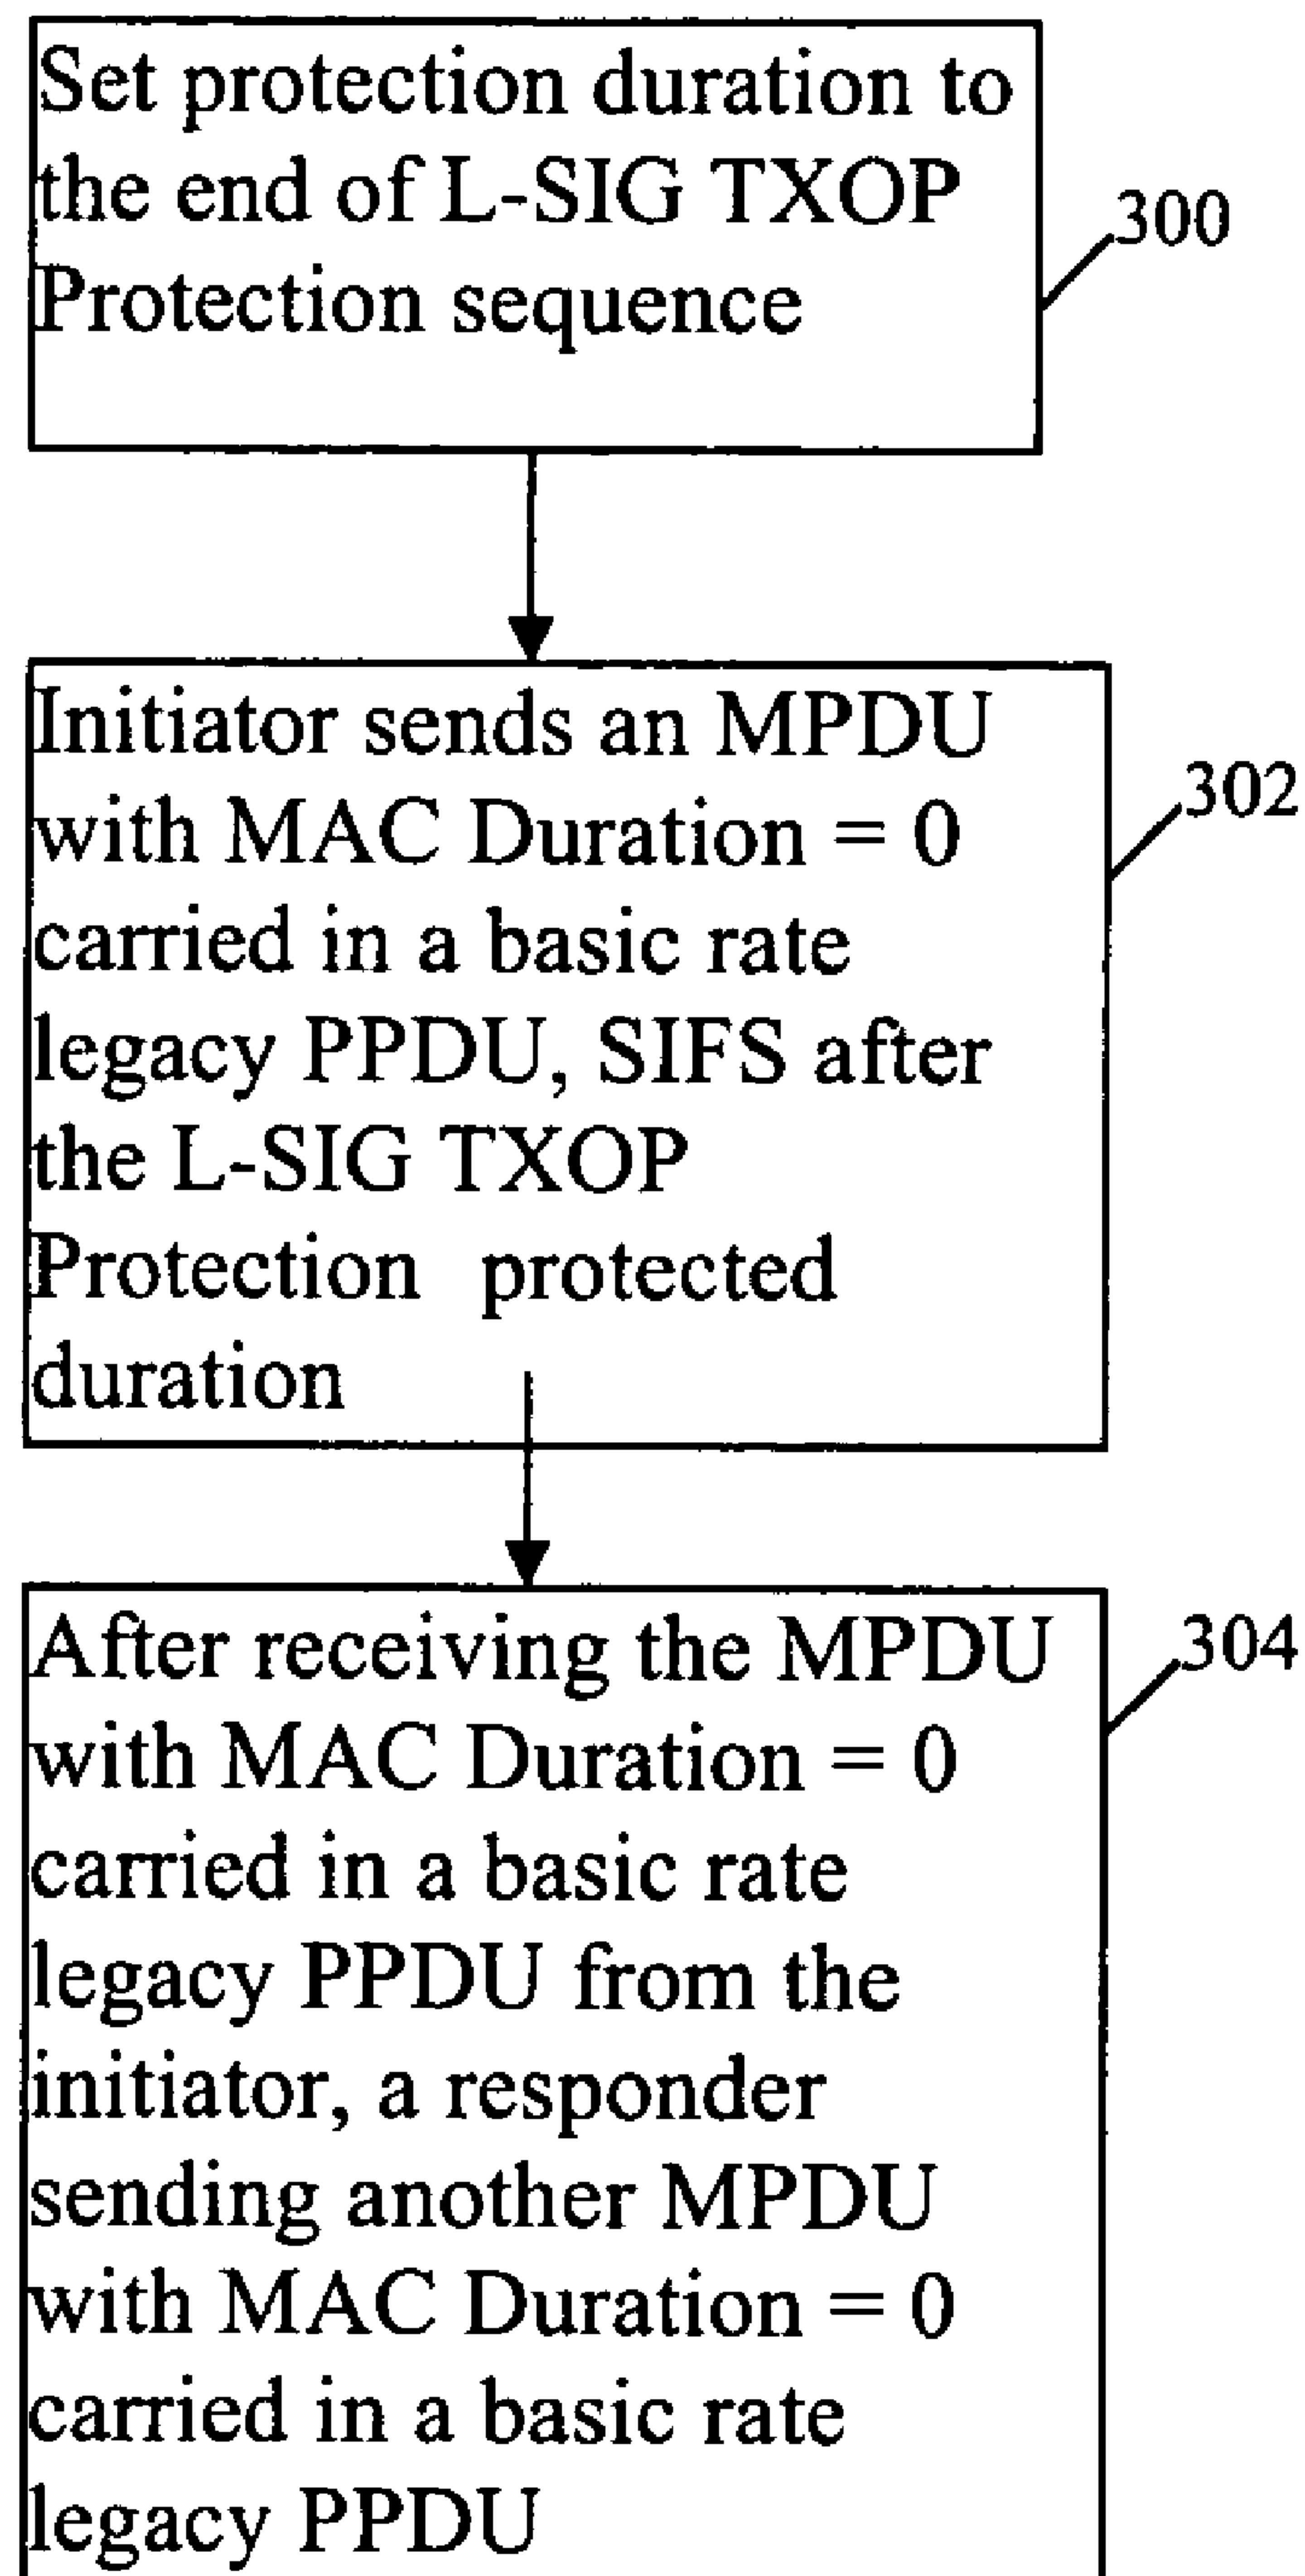 Set protection duration to
the end of L-SIG TXOP
Protection sequence
300
Initiator sends an MPDU
with MAC Duration = 0
carried in a basic rate
legacy PPDU, SIFS after
the L-SIG TXOP
Protection protected
duration
302
After receiving the MPDU
with MAC Duration = 0
carried in a basic rate
legacy PPDU from the
initiator, a responder
sending another MPDU
with MAC Duration = 0
carried in a basic rate
legacy PPDU
304